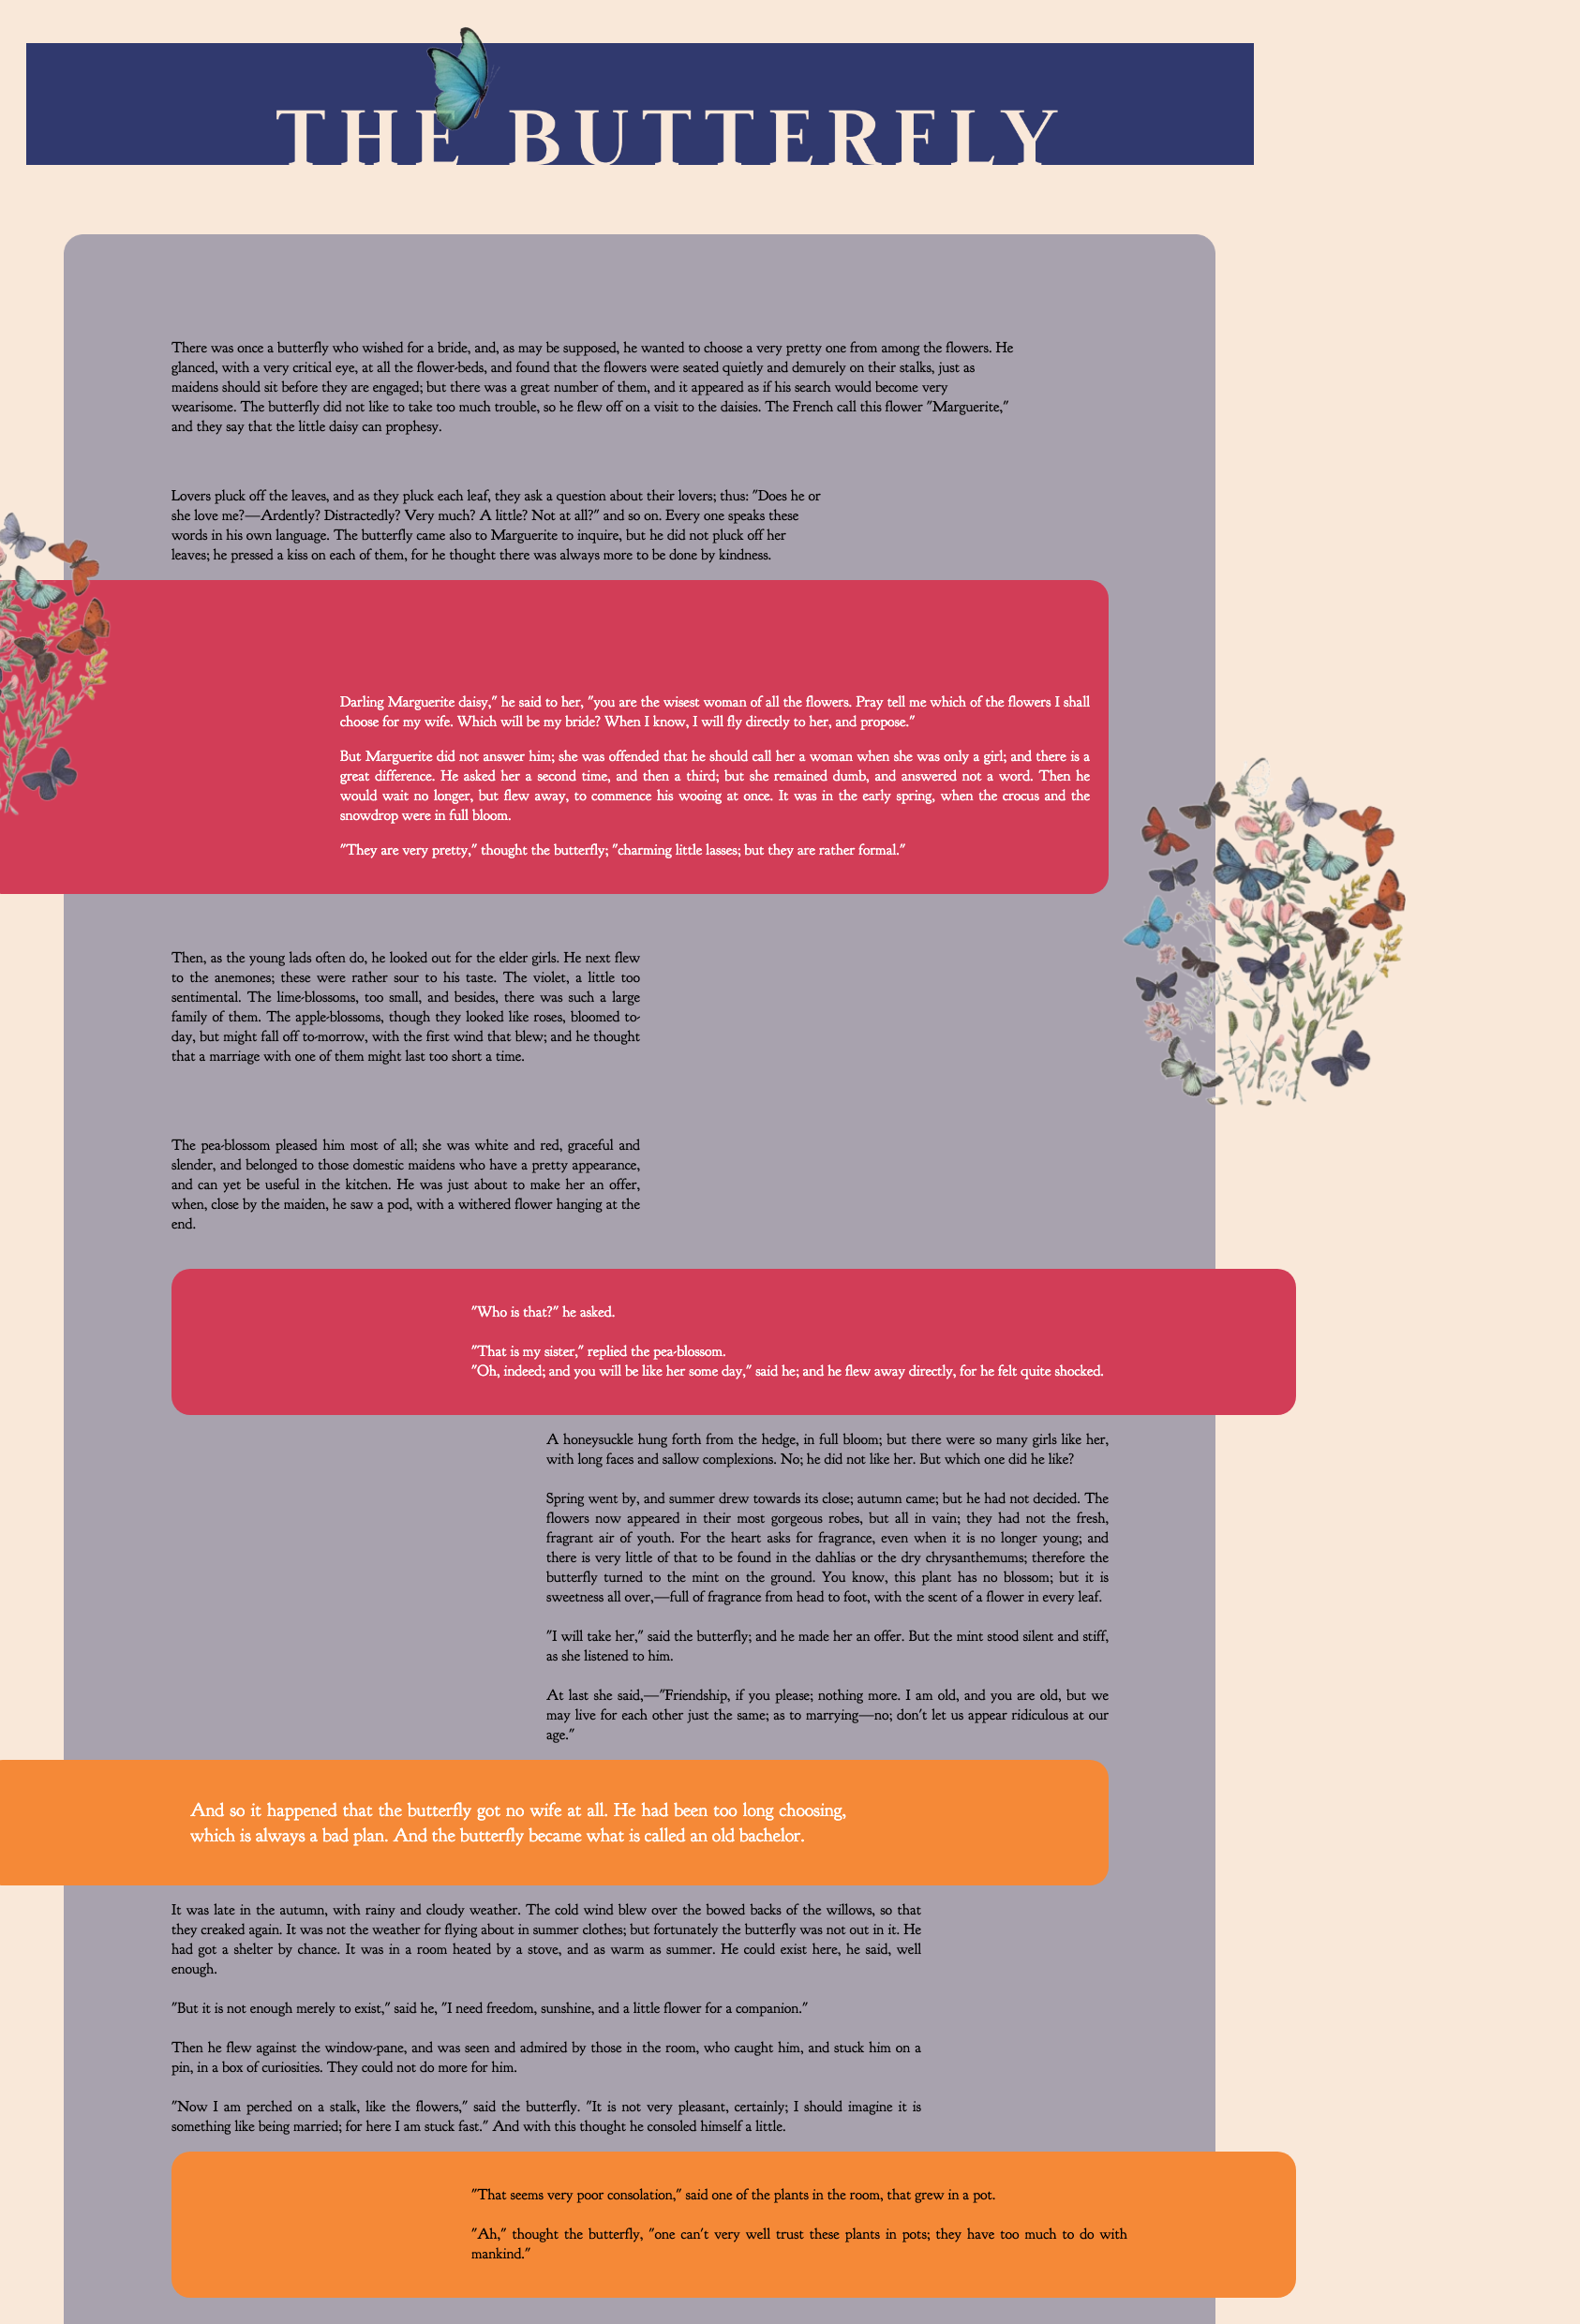 THE BUTTERFLY
There was once a butterfly who wished for a bride, and, as may be supposed, he wanted to choose a very pretty one from among the flowers. He
glanced, with a very critical eye, at all the flower-beds, and found that the flowers were seated quietly and demurely on their stalks, just as
maidens should sit before they are engaged; but there was a great number of them, and it appeared as if his search would become very
wearisome. The butterfly did not like to take too much trouble, so he flew off on a visit to the daisies. The French call this flower "Marguerite,"
and they say that the little daisy can prophesy.
Lovers pluck off the leaves, and as they pluck each leaf, they ask a question about their lovers; thus: "Does he or
she love me?—Ardently? Distractedly? Very much? A little? Not at all?" and so on. Every one speaks these
words in his own language. The butterfly came also to Marguerite to inquire, but he did not pluck off her
leaves; he pressed a kiss on each of them, for he thought there was always more to be done by kindness.
Darling Marguerite daisy," he said to her, "you are the wisest woman of all the flowers. Pray tell me which of the flowers I shall
choose for my wife. Which will be my bride? When I know, I will fly directly to her, and propose."
But Marguerite did not answer him; she was offended that he should call her a woman when she was only a girl; and there is a
great difference. He asked her a second time, and then a third; but she remained dumb, and answered not a word. Then he
would wait no longer, but flew away, to commence his wooing at once. It was in the early spring, when the crocus and the
snowdrop were in full bloom.
"They are very pretty," thought the butterfly; "charming little lasses; but they are rather formal."
Then, as the young lads often do, he looked out for the elder girls. He next flew
to the anemones; these were rather sour to his taste. The violet, a little too
sentimental. The lime-blossoms, too small, and besides, there was such a large
family of them. The apple-blossoms, though they looked like roses, bloomed to-
day, but might fall off to-morrow, with the first wind that blew; and he thought
that a marriage with one of them might last too short a time.
The pea-blossom pleased him most of all; she was white and red, graceful and
slender, and belonged to those domestic maidens who have a pretty appearance,
and can yet be useful in the kitchen. He was just about to make her an offer,
when, close by the maiden, he saw a pod, with a withered flower hanging at the
end.
"Who is that?" he asked.
"That is my sister," replied the pea-blossom.
"Oh, indeed; and you will be like her some day," said he; and he flew away directly, for he felt quite shocked.
A honeysuckle hung forth from the hedge, in full bloom; but there were so many girls like her,
with long faces and sallow complexions. No; he did not like her. But which one did he like?
Spring went by, and summer drew towards its close; autumn came; but he had not decided. The
flowers now appeared in their most gorgeous robes, but all in vain; they had not the fresh,
fragrant air of youth. For the heart asks for fragrance, even when it is no longer young; and
there is very little of that to be found in the dahlias or the dry chrysanthemums; therefore the
butterfly turned to the mint on the ground. You know, this plant has no blossom; but it is
sweetness all over,—full of fragrance from head to foot, with the scent of a flower in every leaf.
"I will take her," said the butterfly; and he made her an offer. But the mint stood silent and stiff,
as she listened to him.
At last she said,—"Friendship, if you please; nothing more. I am old, and you are old, but we
may live for each other just the same; as to marrying—no; don't let us appear ridiculous at our
age."
And so it happened that the butterfly got no wife at all. He had been too long choosing,
which is always a bad plan. And the butterfly became what is called an old bachelor.
It was late in the autumn, with rainy and cloudy weather. The cold wind blew over the bowed backs of the willows, so that
they creaked again. It was not the weather for flying about in summer clothes; but fortunately the butterfly was not out in it. He
had got a shelter by chance. It was in a room heated by a stove, and as warm as summer. He could exist here, he said, well
enough.
"But it is not enough merely to exist," said he, "I need freedom, sunshine, and a little flower for a companion."
Then he flew against the window-pane, and was seen and admired by those in the room, who caught him, and stuck him on a
pin, in a box of curiosities. They could not do more for him.
"Now I am perched on a stalk, like the flowers," said the butterfly. "It is not very pleasant, certainly; I should imagine it is
something like being married; for here I am stuck fast." And with this thought he consoled himself a little.
"That seems very poor consolation," said one of the plants in the room, that grew in a pot.
"Ah," thought the butterfly, "one can't very well trust these plants in pots; they have too much to do with
mankind."